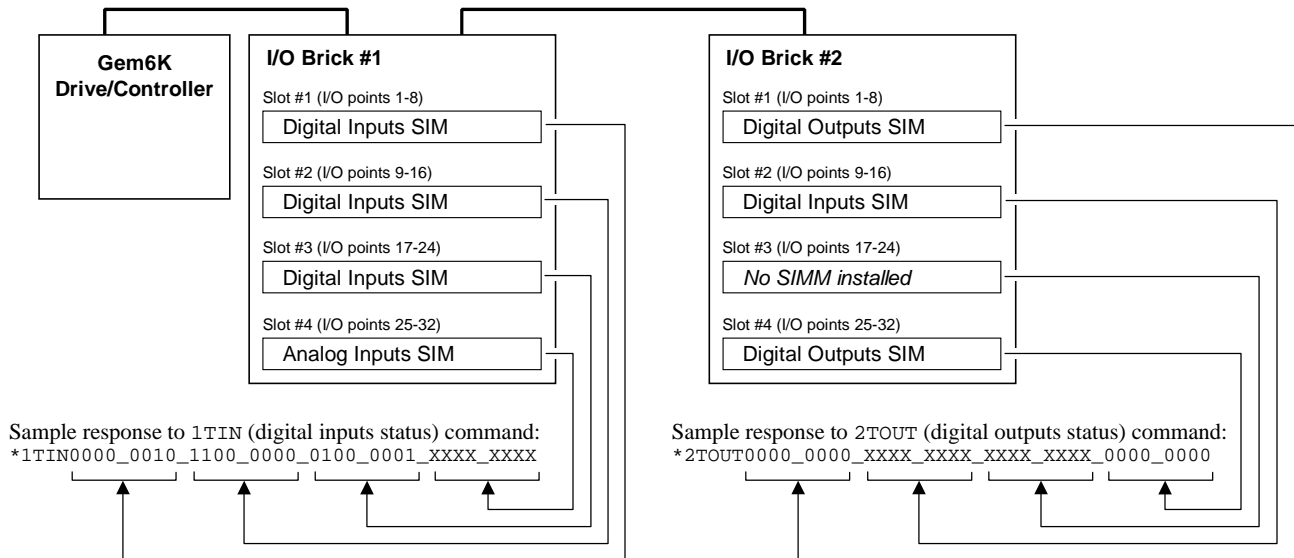 Gem6K
Drive/Controller
I/O Brick #1
Slot #1 (I/O points 1-8)
Digital Inputs SIM
Slot #2 (I/O points 9-16)
Digital Inputs SIM
Slot #3 (I/O points 17-24)
Digital Inputs SIM
Slot #4 (I/O points 25-32)
Analog Inputs SIM
I/O Brick #2
Slot #1 (I/O points 1-8)
Digital Outputs SIM
Slot #2 (I/O points 9-16)
Digital Inputs SIM
Slot #3 (I/O points 17-24)
No SIMM installed
Slot #4 (I/O points 25-32)
Digital Outputs SIM
Sample response to 1TIN (digital inputs status) command:
*1TIN0000_0010_1100_0000_0100_0001_XXXX_XXXX
Sample response to 2TOUT (digital outputs status) command:
*2TOUT0000_0000_XXXX_XXXX_XXXX_XXXX_0000_0000